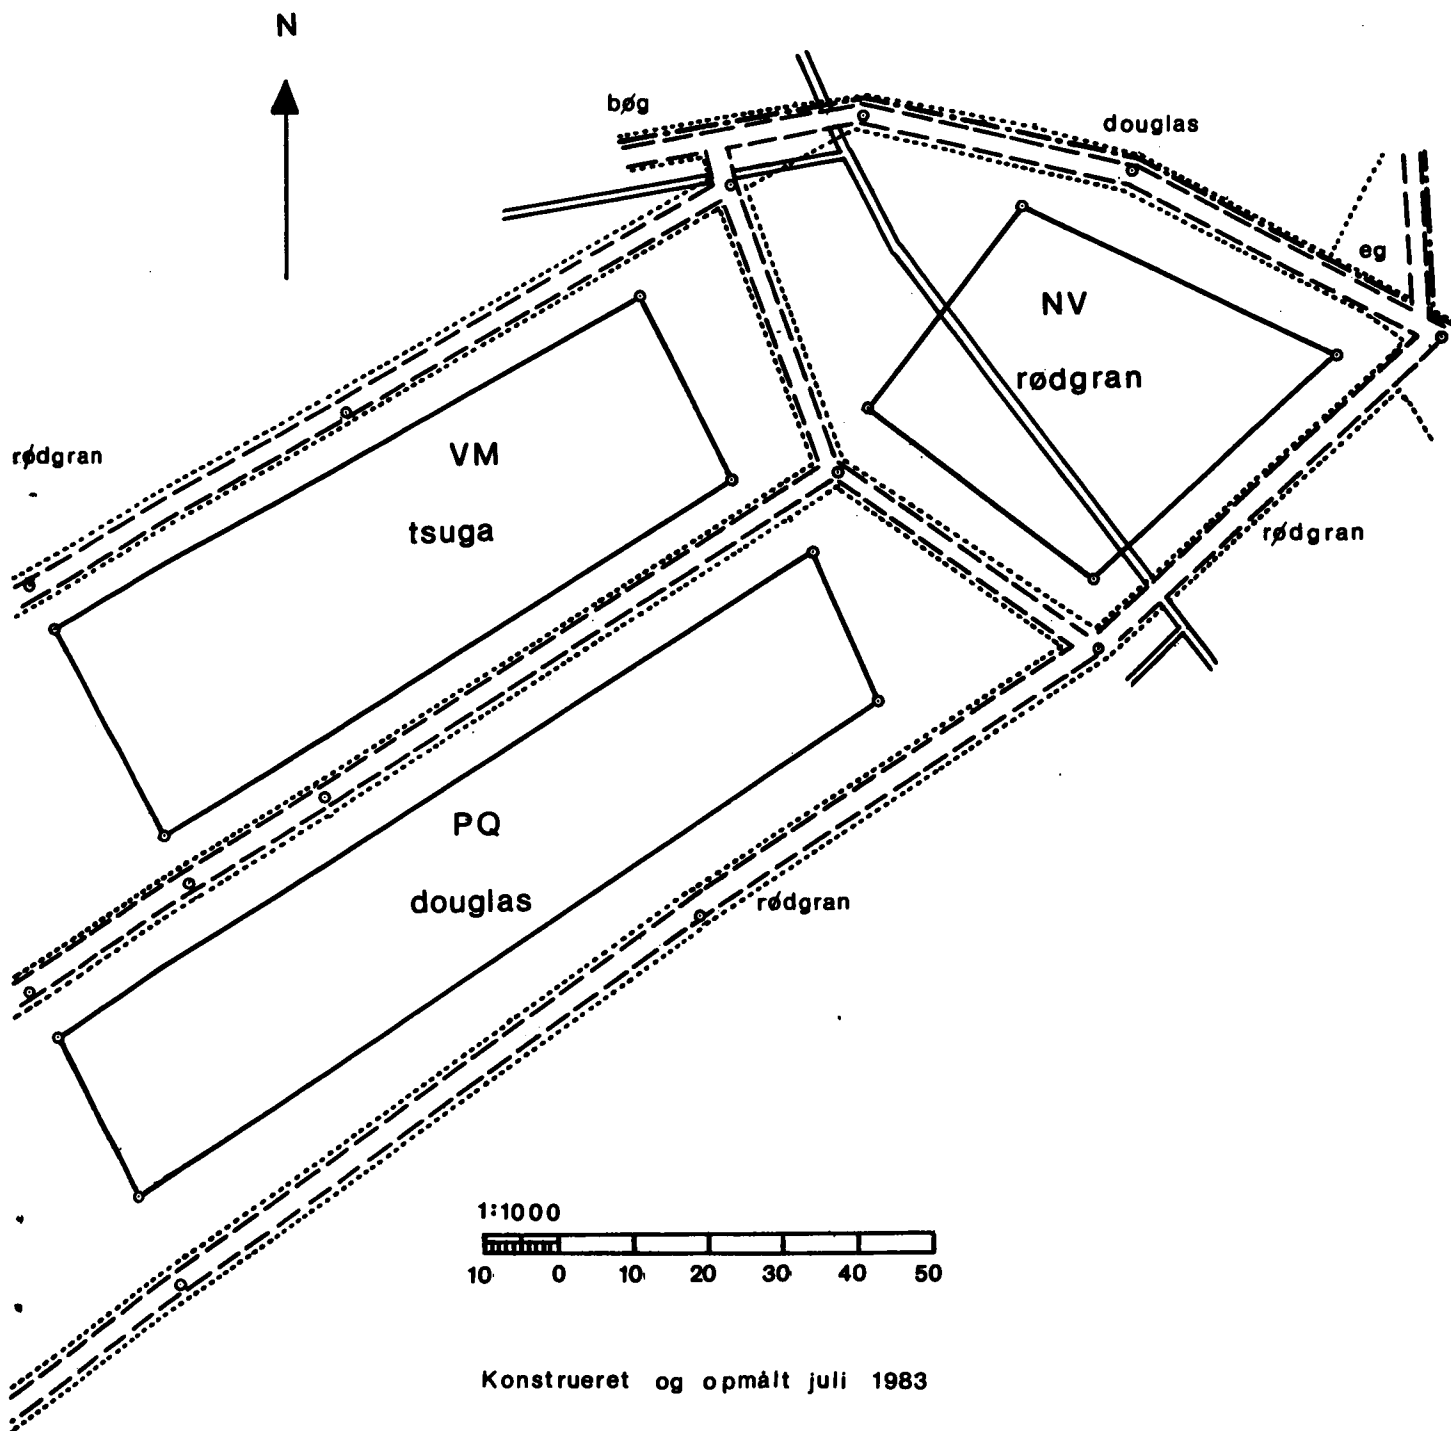 N
bøg
douglas
eg
NV
rødgran
VM
tsuga
rødgran
rødgran
PQ
douglas
rødgran
1:1000
10 0 10 20 30 40 50
Konstrueret og opmålt juli 1983